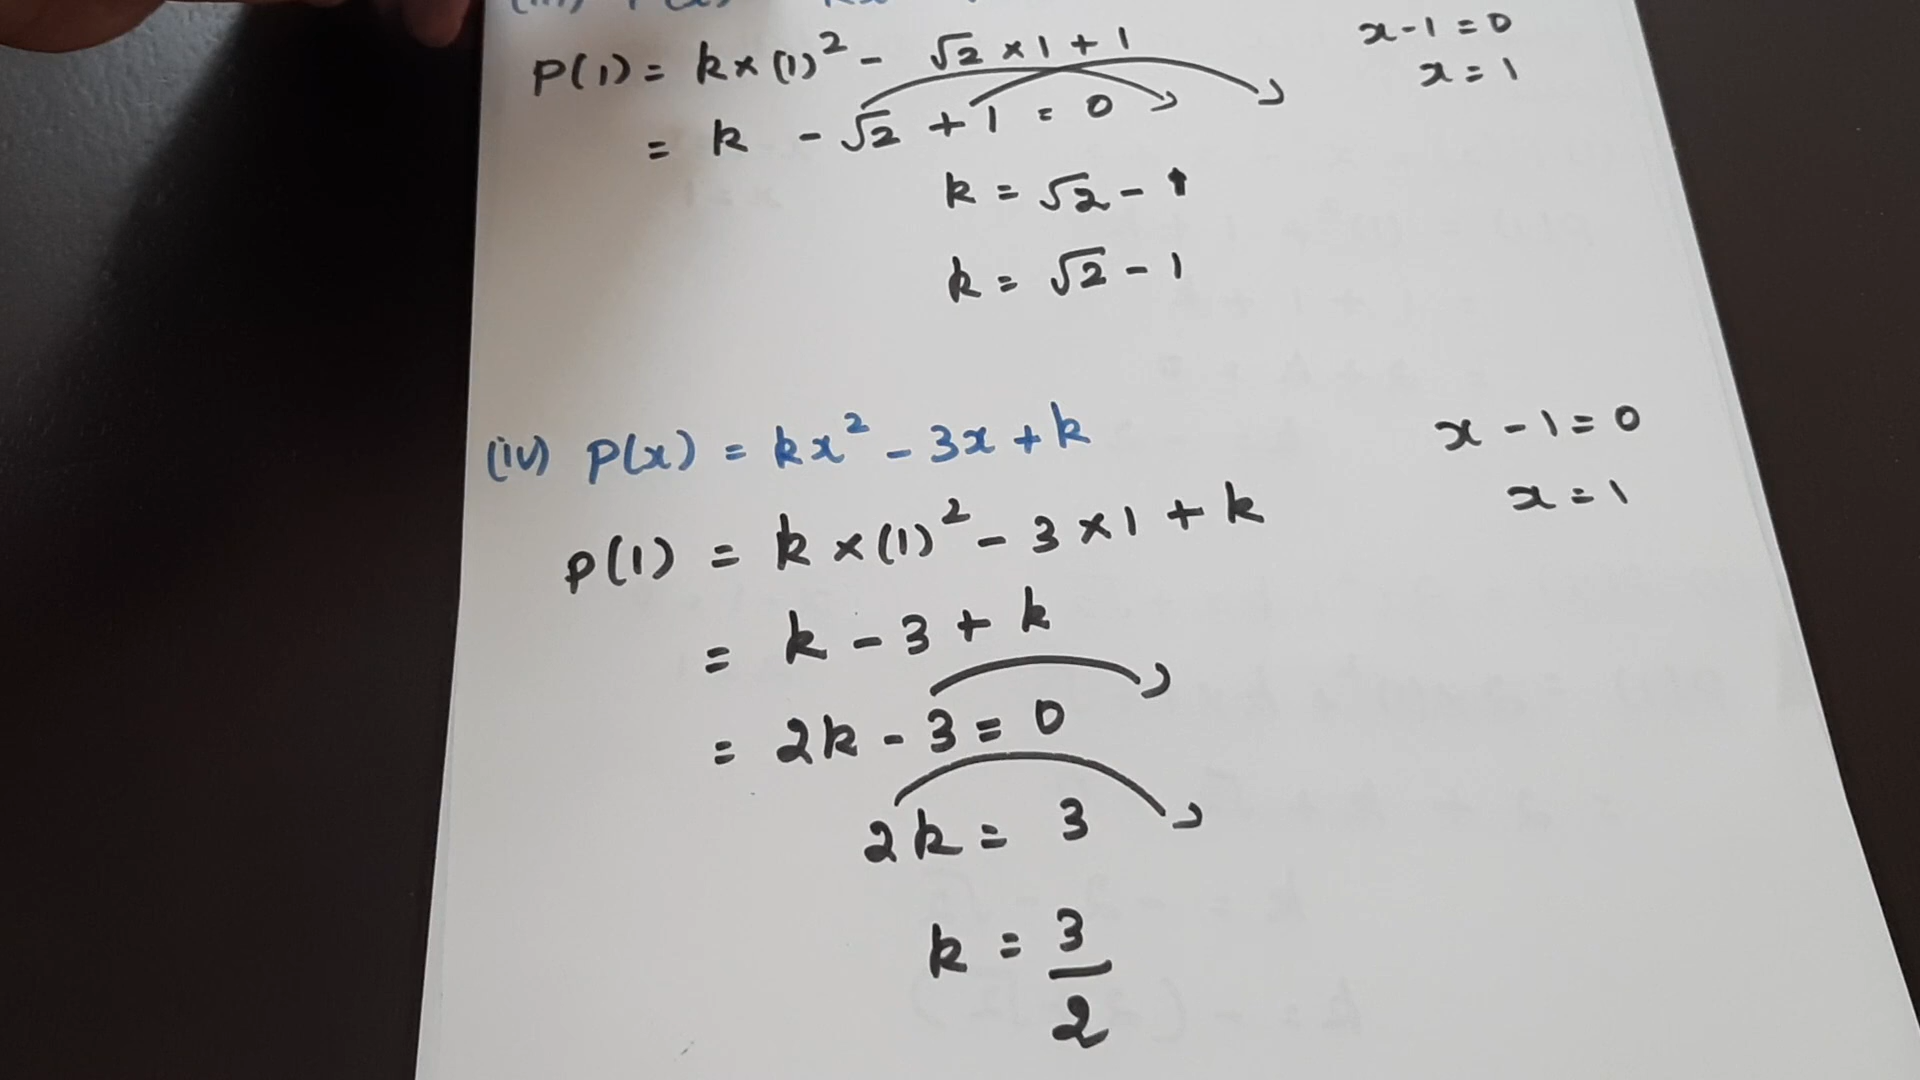 P(1) = k × (1)² - √2 × 1 + 1
x - 1 = 0
x = 1
= k - √2 + 1 = 0
k = √2 - 1
k = √2 - 1
(iv) P(x) = kx² - 3x + k
x - 1 = 0
x = 1
P(1) = k × (1)² - 3 × 1 + k
= k - 3 + k
= 2k - 3 = 0
2k = 3
k = 3/2